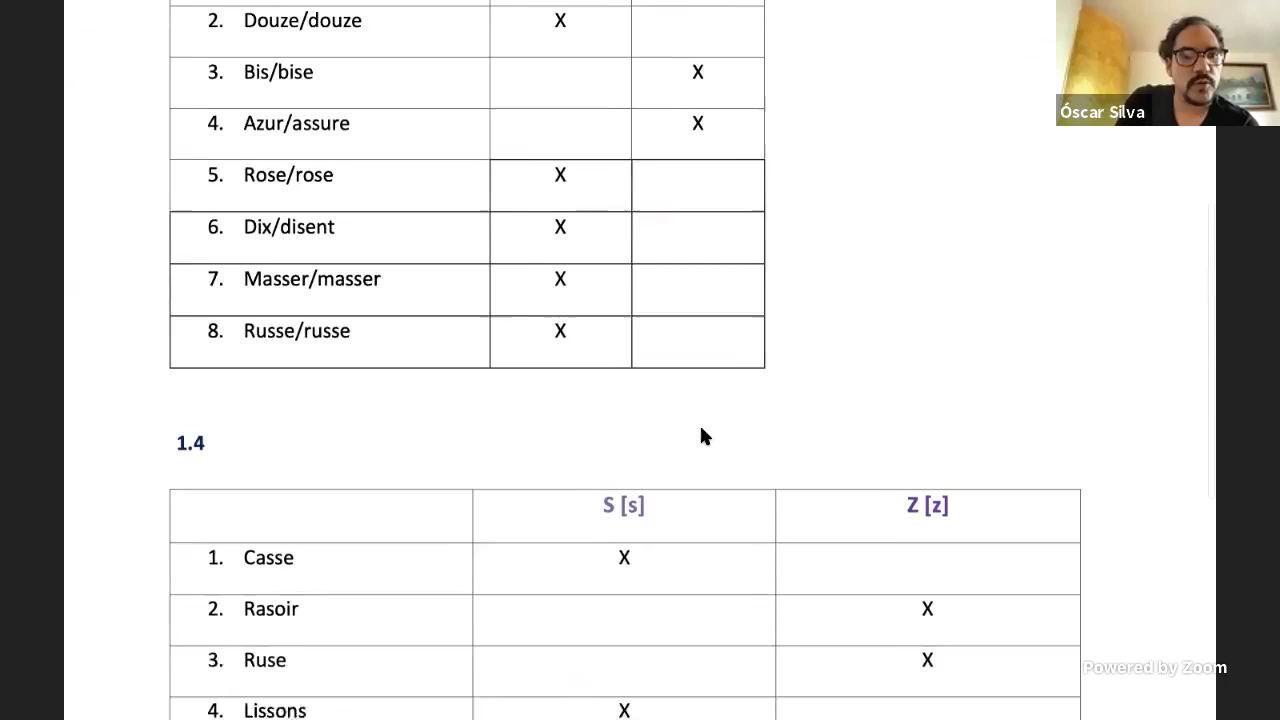 2. Douze/douze X
3. Bis/bise X
4. Azur/assure X
5. Rose/rose X
6. Dix/disent X
7. Masser/masser X
8. Russe/russe X
Óscar Silva
1.4
S [s] Z [z]
1. Casse X
2. Rasoir X
3. Ruse X
4. Lissons X
Powered by Zoom